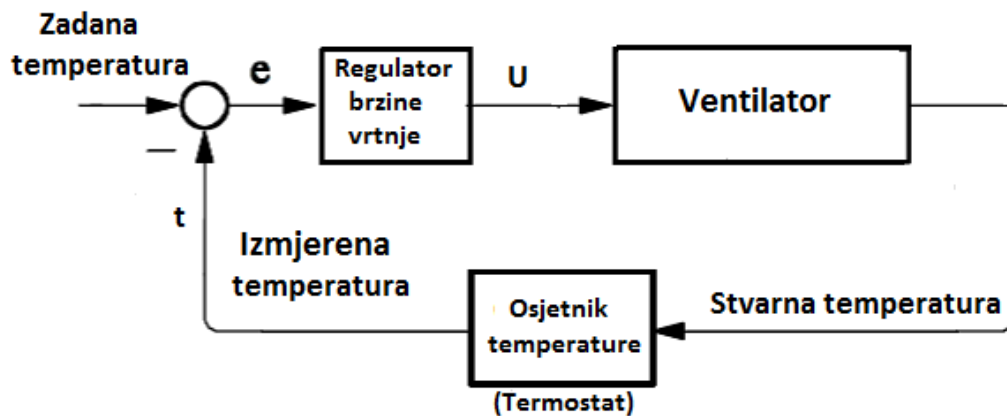 Zadana
temperatura
e
Regulator
brzine
vrtnje
U
Ventilator
—
t
Izmjerena
temperatura
Osjetnik
temperature
(Termostat)
Stvarna temperatura